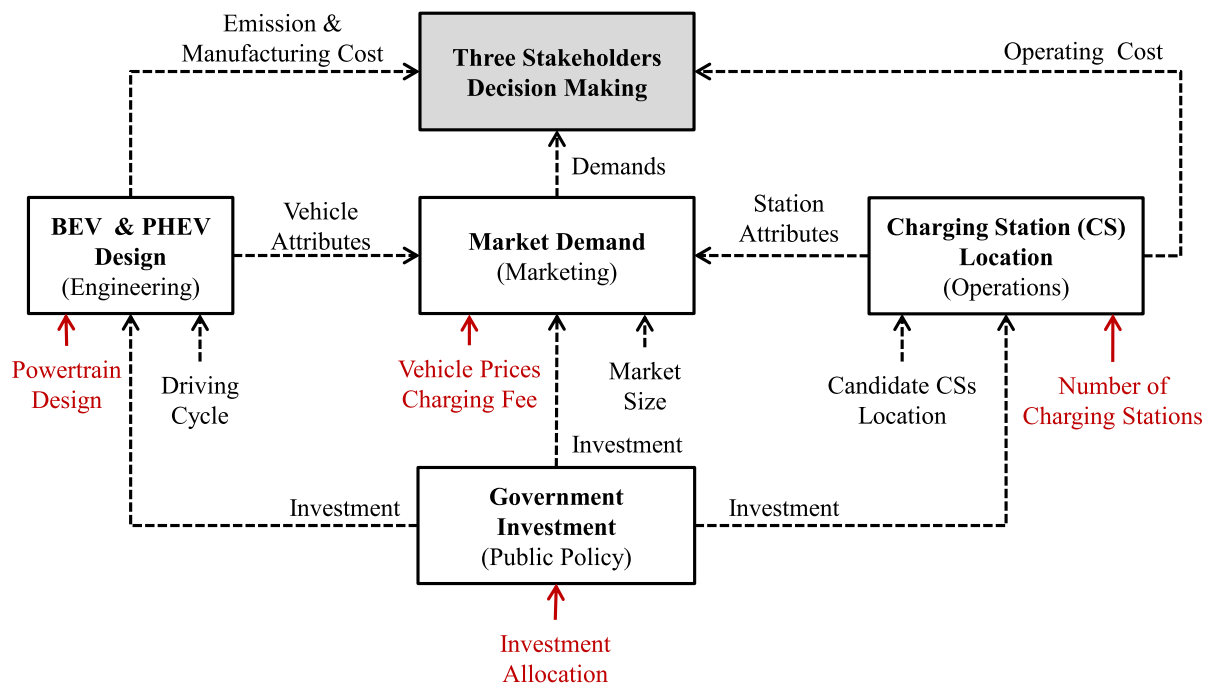 Emission &
Manufacturing Cost
Three Stakeholders
Decision Making
Operating Cost
Demands
BEV & PHEV
Design
(Engineering)
Vehicle
Attributes
Market Demand
(Marketing)
Station
Attributes
Charging Station (CS)
Location
(Operations)
Powertrain
Design
Driving
Cycle
Vehicle Prices
Charging Fee
Market
Size
Candidate CSs
Location
Number of
Charging Stations
Investment
Investment
Government
Investment
(Public Policy)
Investment
Investment
Allocation